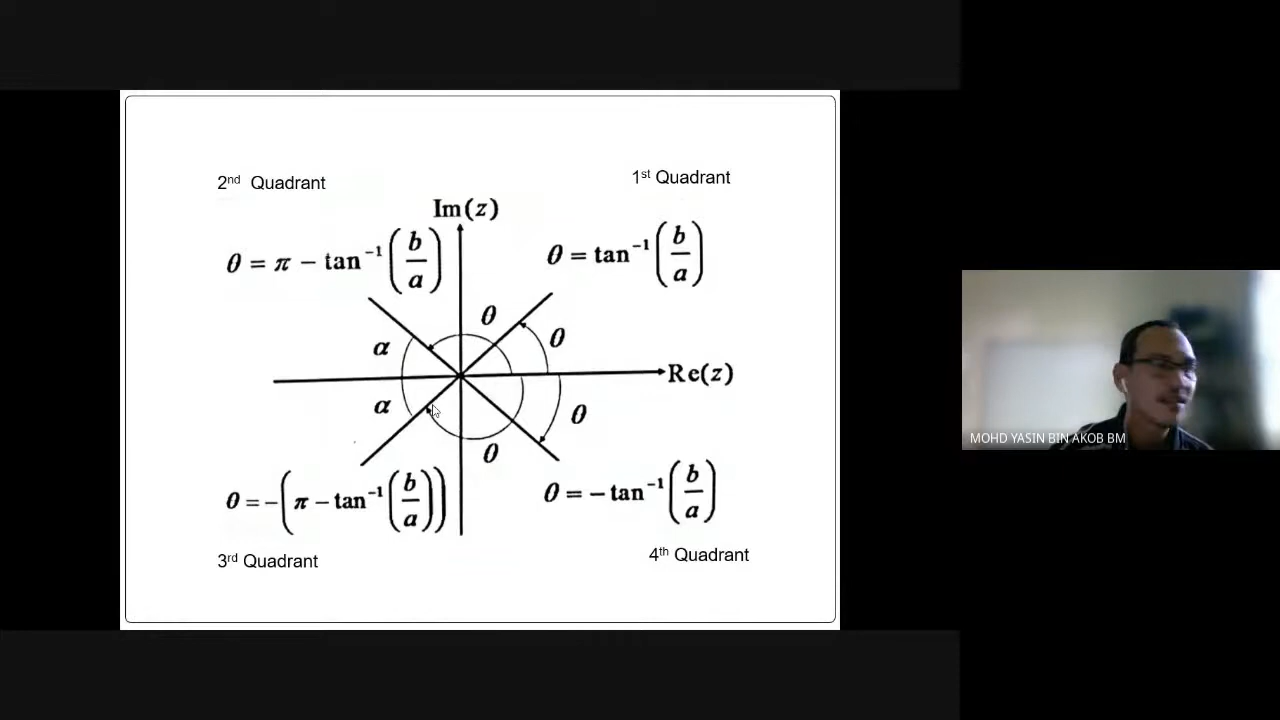 2nd Quadrant
1st Quadrant
Im(z)
θ = π − tan⁻¹(b/a)
θ = tan⁻¹(b/a)
θ
θ
α
Re(z)
α
θ
θ
θ = −(π − tan⁻¹(b/a))
θ = −tan⁻¹(b/a)
3rd Quadrant
4th Quadrant
MOHD YASIN BIN AKOB BM